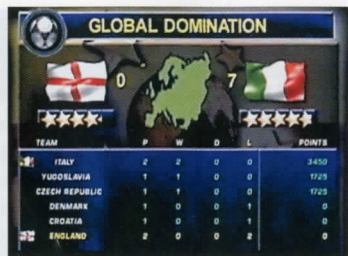 GLOBAL DOMINATION
0 7
TEAM P W D L POINTS
ITALY 2 2 0 0 3450
YUGOSLAVIA 1 1 0 0 1725
CZECH REPUBLIC 1 1 0 0 1725
DENMARK 1 0 0 1 0
CROATIA 1 0 0 1 0
ENGLAND 2 0 0 2 0